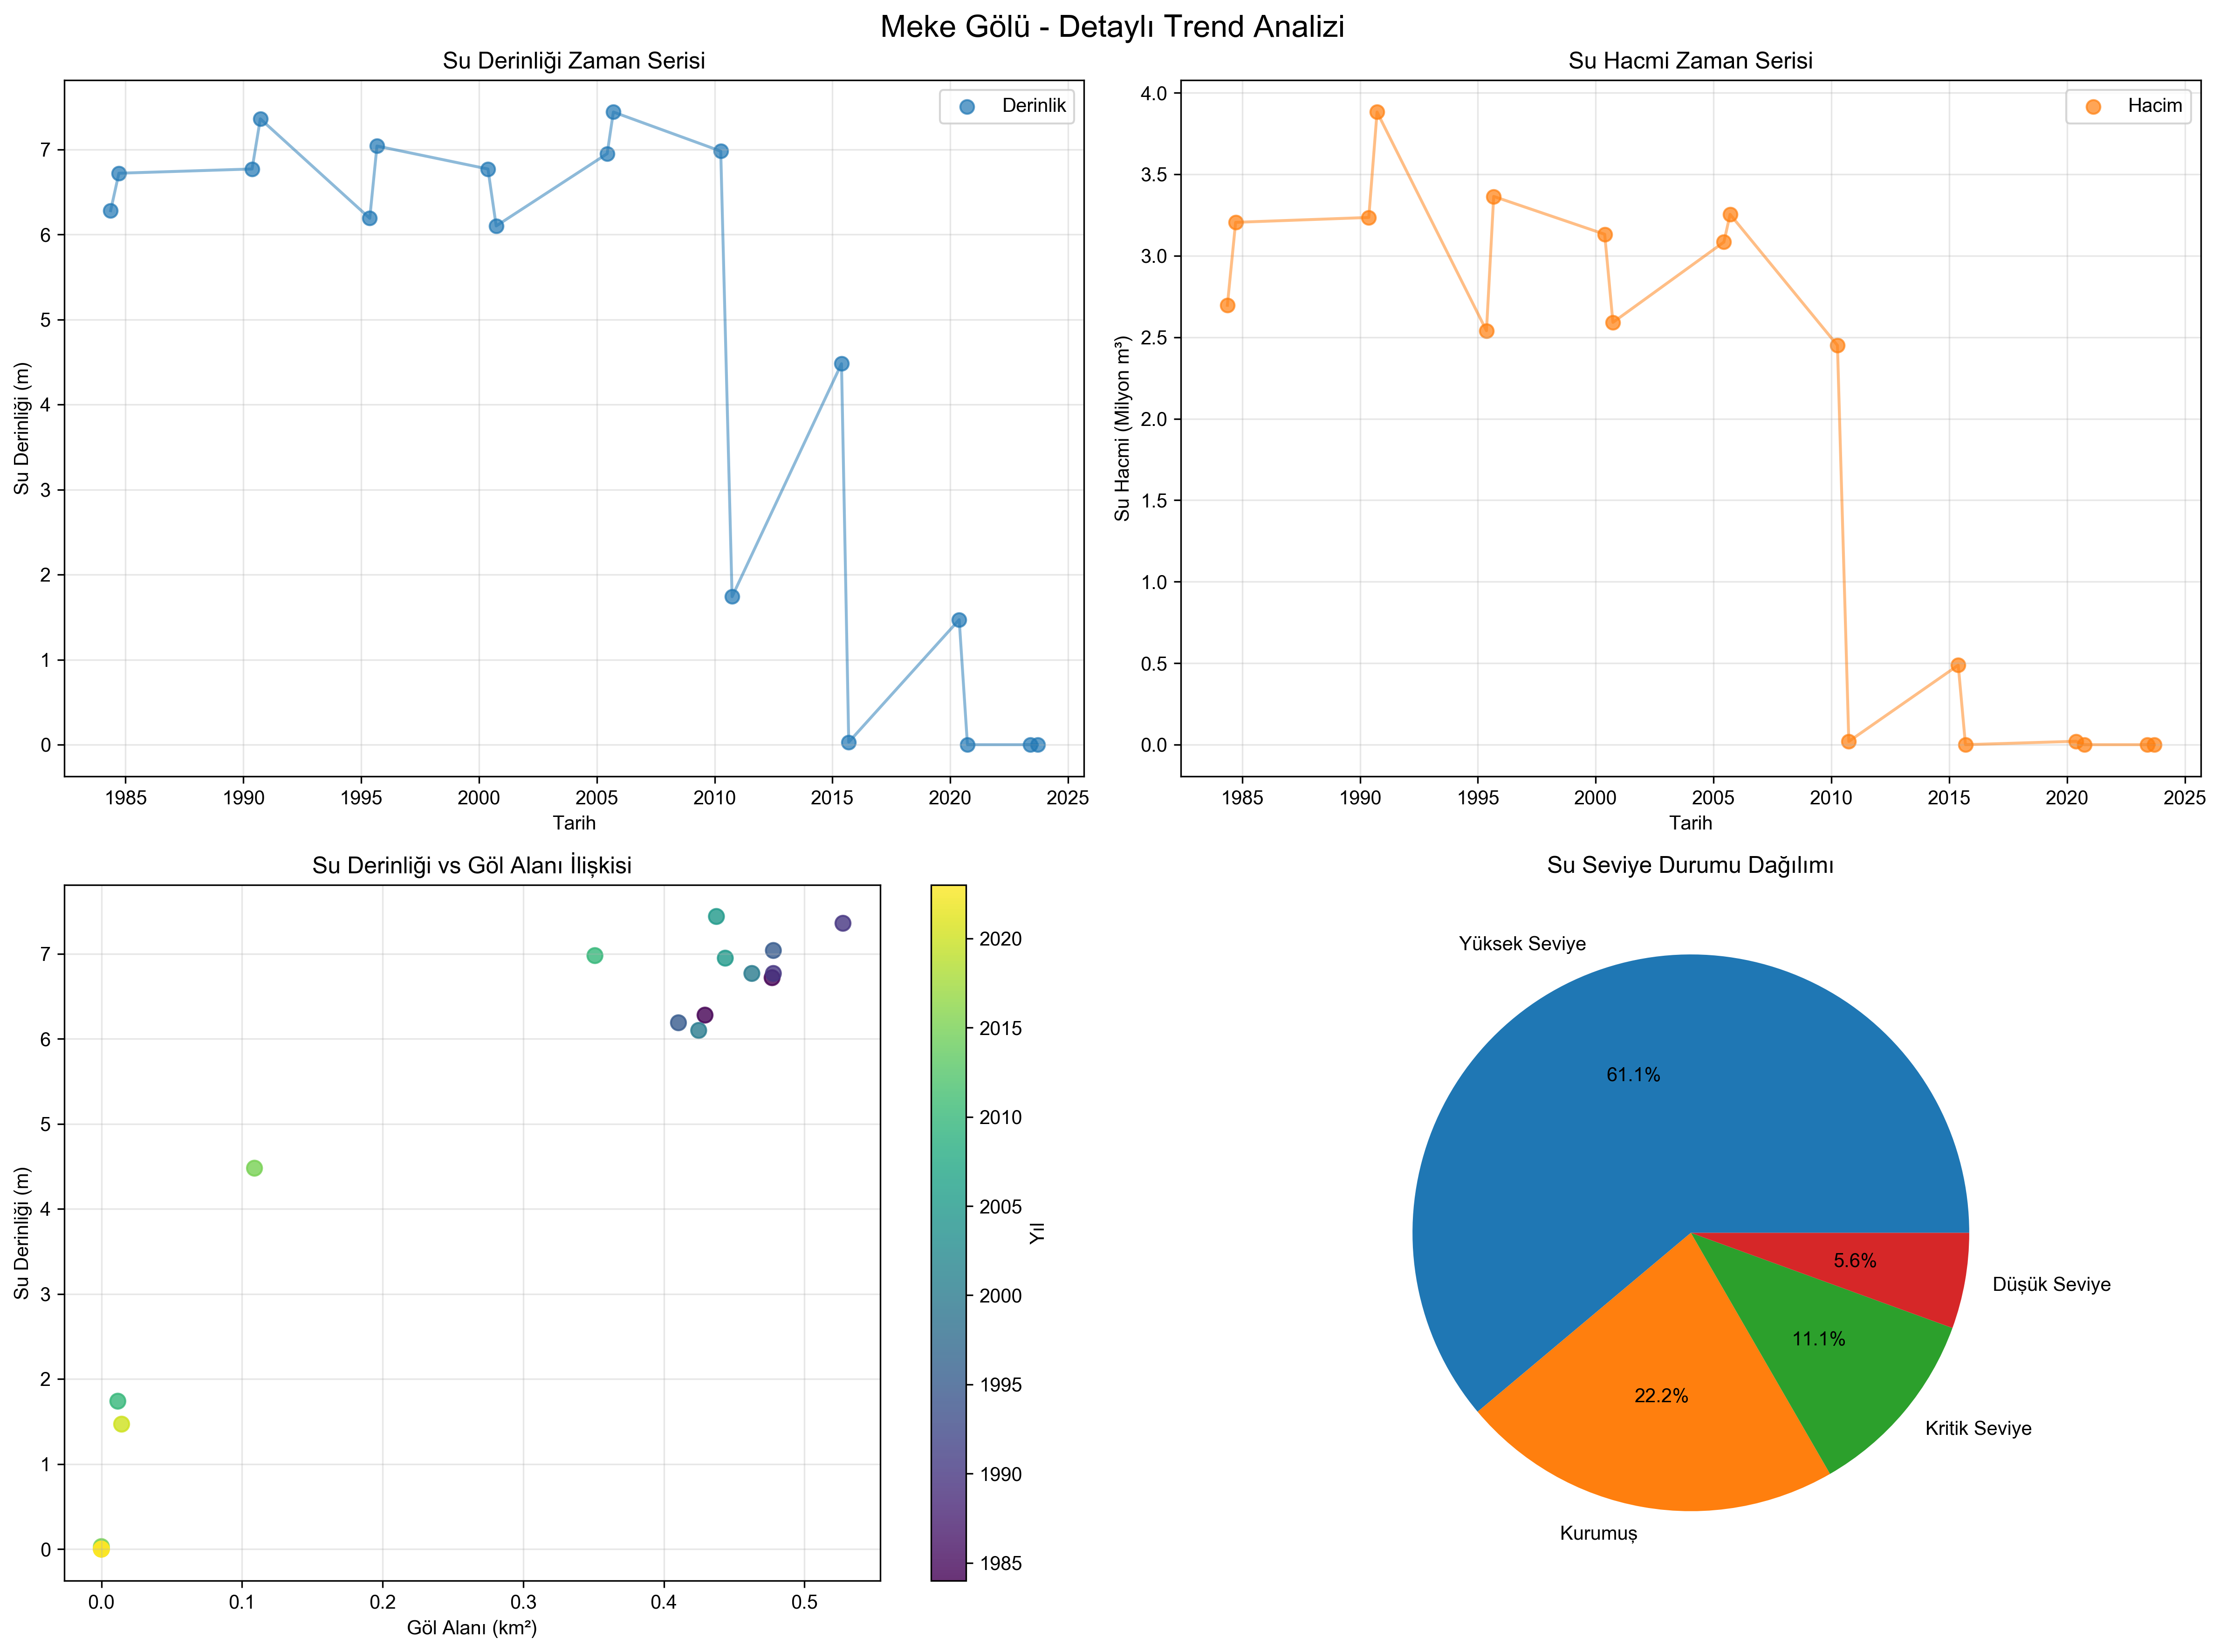 Meke Gölü - Detaylı Trend Analizi
Su Derinliği Zaman Serisi
Su Derinliği (m)
7
6
5
4
3
2
1
0
Derinlik
1985 1990 1995 2000 2005 2010 2015 2020 2025
Tarih
Su Hacmi Zaman Serisi
Su Hacmi (Milyon m³)
4.0
3.5
3.0
2.5
2.0
1.5
1.0
0.5
0.0
Hacim
1985 1990 1995 2000 2005 2010 2015 2020 2025
Tarih
Su Derinliği vs Göl Alanı İlişkisi
Su Derinliği (m)
7
6
5
4
3
2
1
0
0.0 0.1 0.2 0.3 0.4 0.5
Göl Alanı (km²)
2020
2015
2010
2005
2000
1995
1990
1985
Yıl
Su Seviye Durumu Dağılımı
Yüksek Seviye
61.1%
5.6%
Düşük Seviye
11.1%
22.2%
Kritik Seviye
Kurumuş